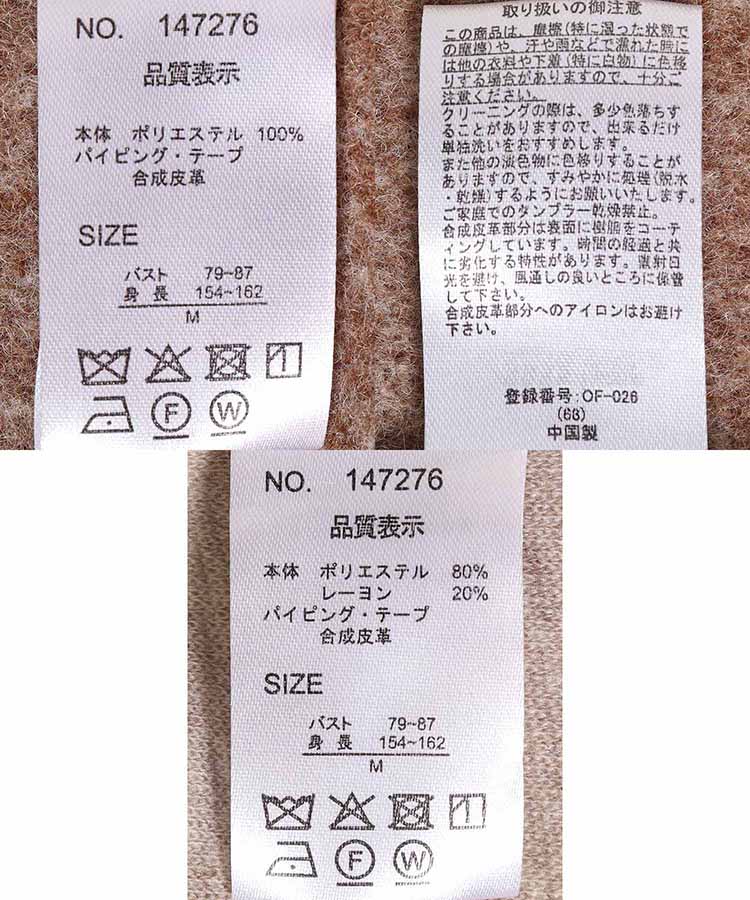 NO. 147276
品質表示
本体 ポリエステル 100%
パイピング・テープ
合成皮革
SIZE
バスト 79~87
身長 154~162
M
F W
取り扱いの御注意
この商品は、摩擦(特に湿った状態で
の摩擦)や、汗や雨などで濡れた時に
は他の衣料や下着(特に白物)に色移
りする場合がありますので、十分ご
注意ください。
クリーニングの際は、多少色落ちす
ることがありますので、出来るだけ
単独洗いをおすすめします。
また他の淡色物に色移りすることが
ありますので、すみやかに処理(脱水
・乾燥)するようにお願いいたします。
ご家庭でのタンブラー乾燥禁止。
合成皮革部分は表面に樹脂をコーテ
ィングしています。時間の経過と共
に劣化する特性があります。直射日
光を避け、風通しの良いところに保管
して下さい。
合成皮革部分へのアイロンはお避け
下さい。
登録番号:OF-026
(66)
中国製
NO. 147276
品質表示
本体 ポリエステル 80%
レーヨン 20%
パイピング・テープ
合成皮革
SIZE
バスト 79~87
身長 154~162
M
F W